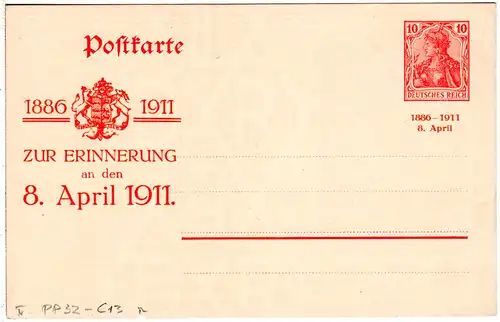 Postkarte
10 10
DEUTSCHES REICH
1886 1911
1886-1911
8. April
ZUR ERINNERUNG
an den
8. April 1911.
PP32-C13